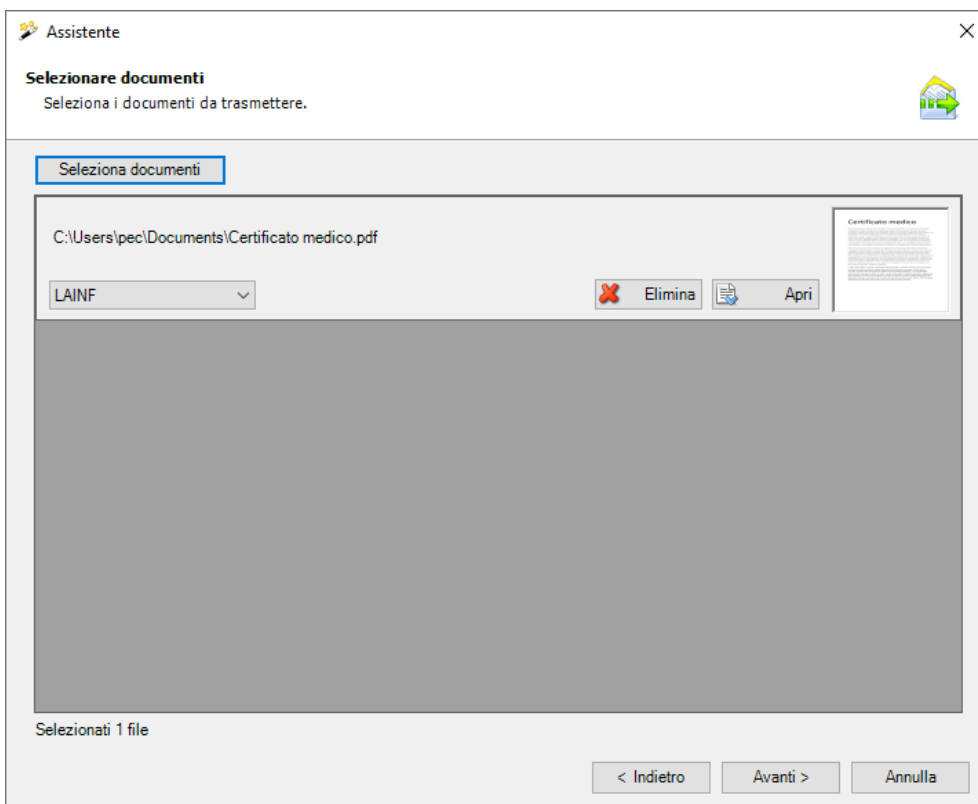 Assistente
Selezionare documenti
Seleziona i documenti da trasmettere.
Seleziona documenti
C:\Users\pec\Documents\Certificato medico.pdf
Certificato medico
LAINF
Elimina
Apri
Selezionati 1 file
< Indietro
Avanti >
Annulla